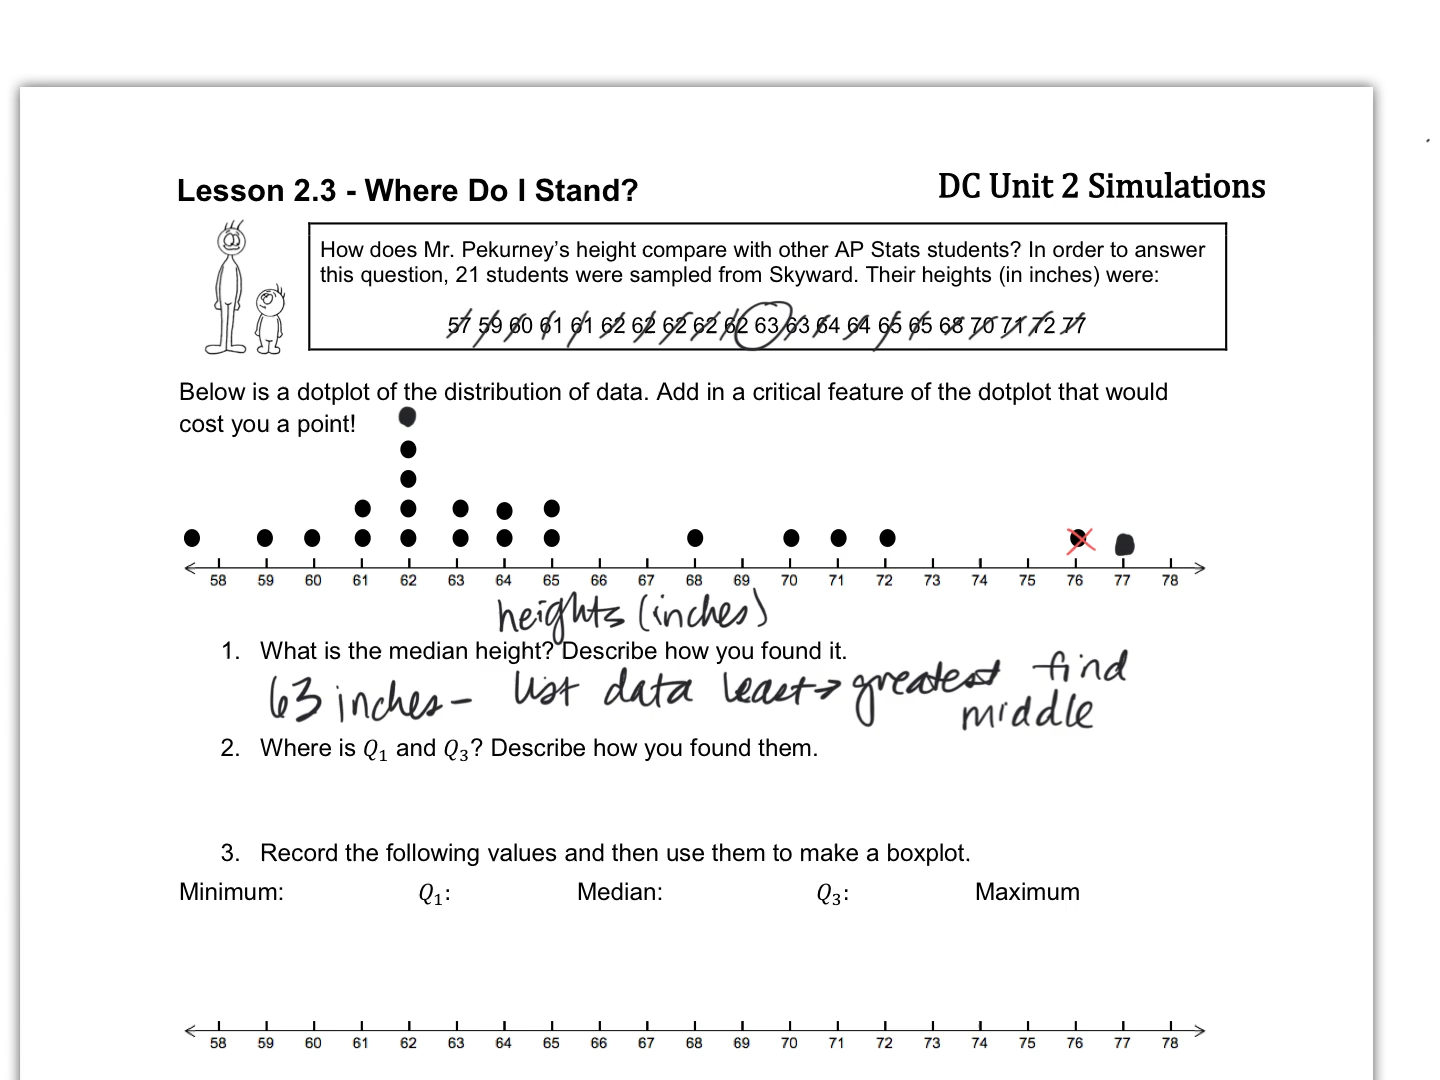 Lesson 2.3 - Where Do I Stand?
DC Unit 2 Simulations
How does Mr. Pekurney's height compare with other AP Stats students? In order to answer
this question, 21 students were sampled from Skyward. Their heights (in inches) were:
57 59 60 61 61 62 62 62 62 62 63 63 64 64 65 65 68 70 71 72 77
Below is a dotplot of the distribution of data. Add in a critical feature of the dotplot that would
cost you a point!
58 59 60 61 62 63 64 65 66 67 68 69 70 71 72 73 74 75 76 77 78
heights (inches)
1. What is the median height? Describe how you found it.
63 inches - list data least → greatest find
middle
2. Where is Q₁ and Q₃? Describe how you found them.
3. Record the following values and then use them to make a boxplot.
Minimum: Q₁: Median: Q₃: Maximum
58 59 60 61 62 63 64 65 66 67 68 69 70 71 72 73 74 75 76 77 78